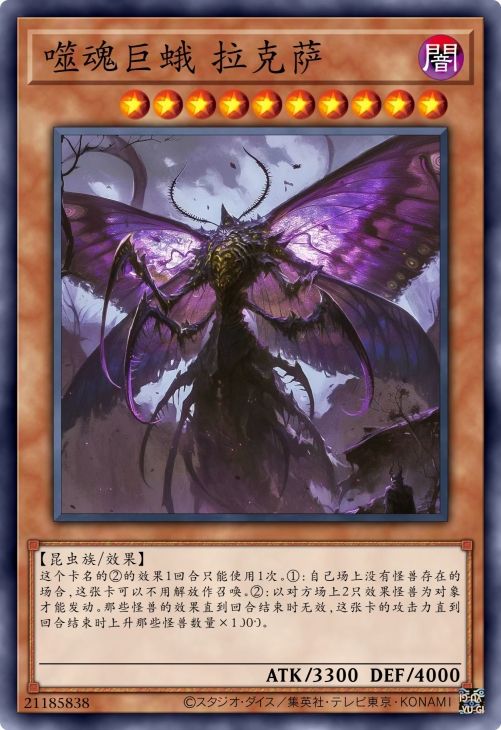 噬魂巨蛾 拉克萨
闇
【昆虫族/效果】
这个卡名的②的效果1回合只能使用1次。①:自己场上没有怪兽存在的
场合,这张卡可以不用解放作召唤。②:以对方场上2只效果怪兽为对象
才能发动。那些怪兽的效果直到回合结束时无效,这张卡的攻击力直到
回合结束时上升那些怪兽数量×
ATK/3300 DEF/4000
21185838
©スタジオ・ダイス/集英社・テレビ東京・KONAMI